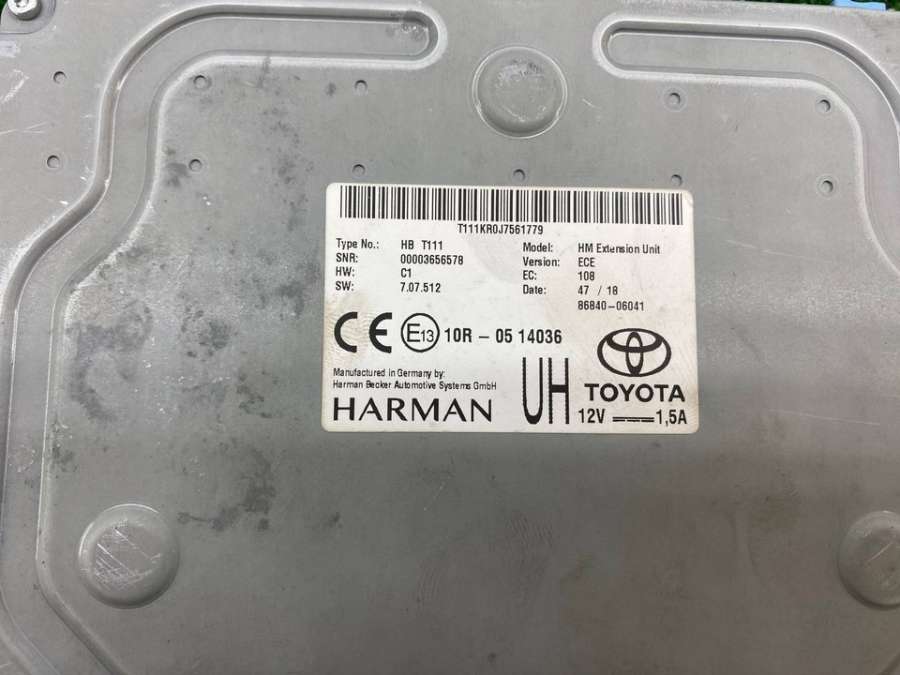 T111KR0J7561779
Type No.: HB T111 Model: HM Extension Unit
SNR: 00003656578 Version: ECE
HW: C1 EC: 108
SW: 7.07.512 Date: 47 / 18
86840-06041
CE E13 10R - 05 14036
Manufactured in Germany by:
Harman Becker Automotive Systems GmbH
HARMAN UH TOYOTA
12V 1,5A